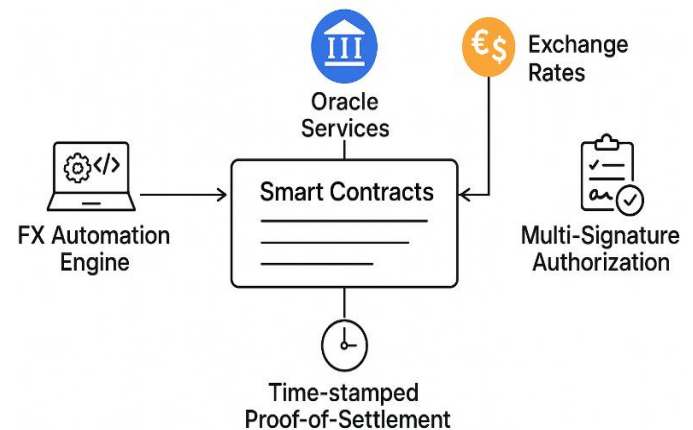 € $
Exchange
Rates
Oracle
Services
</>
Smart Contracts
FX Automation
Engine
Multi-Signature
Authorization
Time-stamped
Proof-of-Settlement